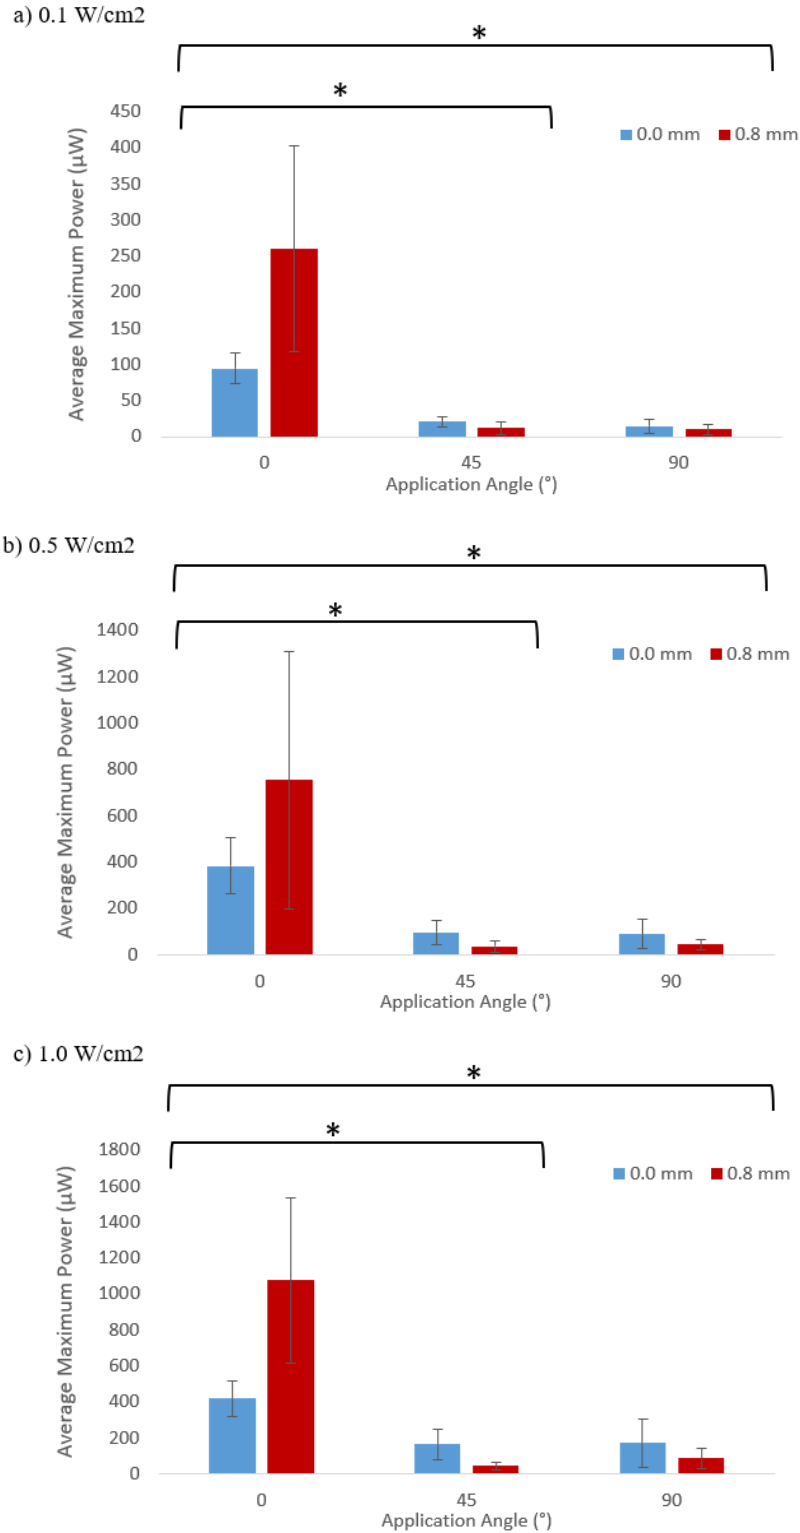 a) 0.1 W/cm2
*
*
Average Maximum Power (µW)
450
400
350
300
250
200
150
100
50
0
0.0 mm 0.8 mm
0 45 90
Application Angle (°)
b) 0.5 W/cm2
*
*
Average Maximum Power (µW)
1400
1200
1000
800
600
400
200
0
0.0 mm 0.8 mm
0 45 90
Application Angle (°)
c) 1.0 W/cm2
*
*
Average Maximum Power (µW)
1800
1600
1400
1200
1000
800
600
400
200
0
0.0 mm 0.8 mm
0 45 90
Application Angle (°)